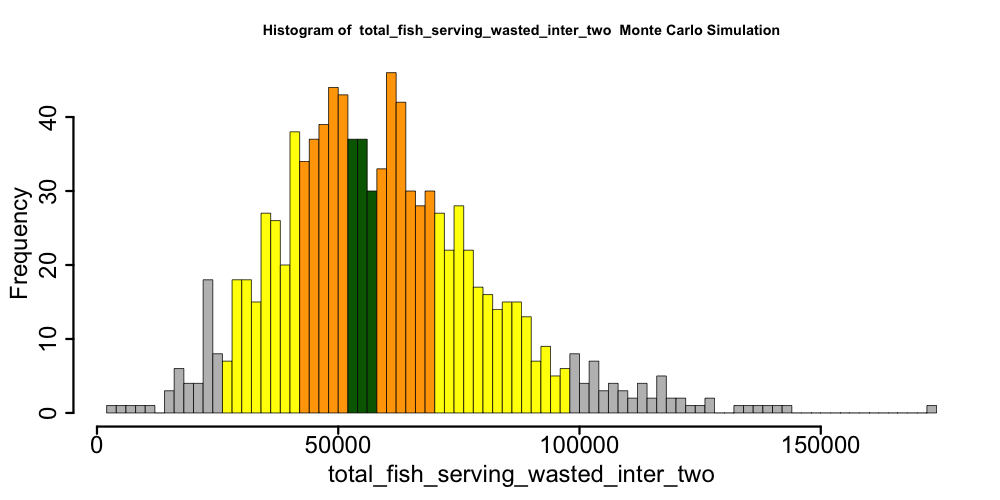 Histogram of total_fish_serving_wasted_inter_two Monte Carlo Simulation
Frequency
40
30
20
10
0
0 50000 100000 150000
total_fish_serving_wasted_inter_two